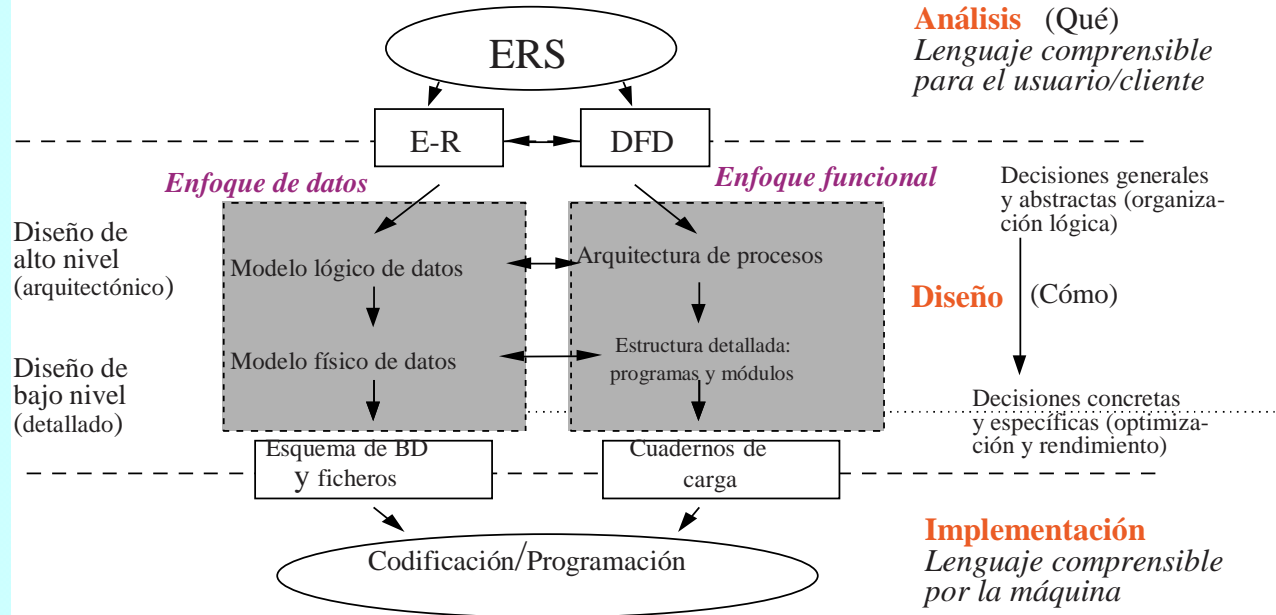 Análisis (Qué)
Lenguaje comprensible
para el usuario/cliente
ERS
E-R
DFD
Enfoque de datos
Enfoque funcional
Decisiones generales
y abstractas (organiza-
ción lógica)
Diseño de
alto nivel
(arquitectónico)
Modelo lógico de datos
Arquitectura de procesos
Diseño (Cómo)
Diseño de
bajo nivel
(detallado)
Modelo físico de datos
Estructura detallada:
programas y módulos
Decisiones concretas
y específicas (optimiza-
ción y rendimiento)
Esquema de BD
y ficheros
Cuadernos de
carga
Codificación/Programación
Implementación
Lenguaje comprensible
por la máquina